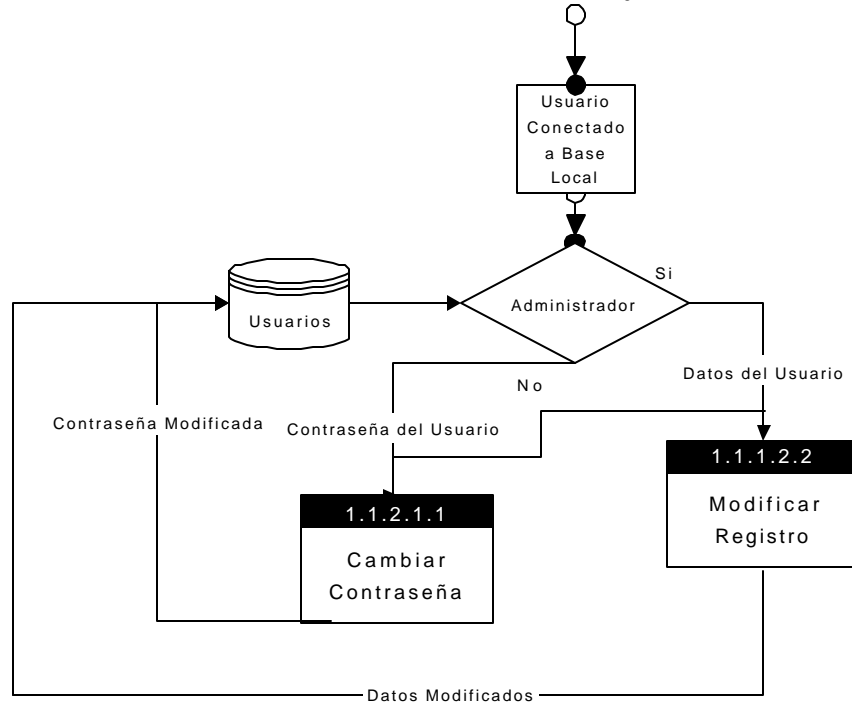 Usuario
Conectado
a Base
Local
Si
Usuarios
Administrador
No
Datos del Usuario
Contraseña Modificada
Contraseña del Usuario
1.1.1.2.2
Modificar
Registro
1.1.2.1.1
Cambiar
Contraseña
Datos Modificados